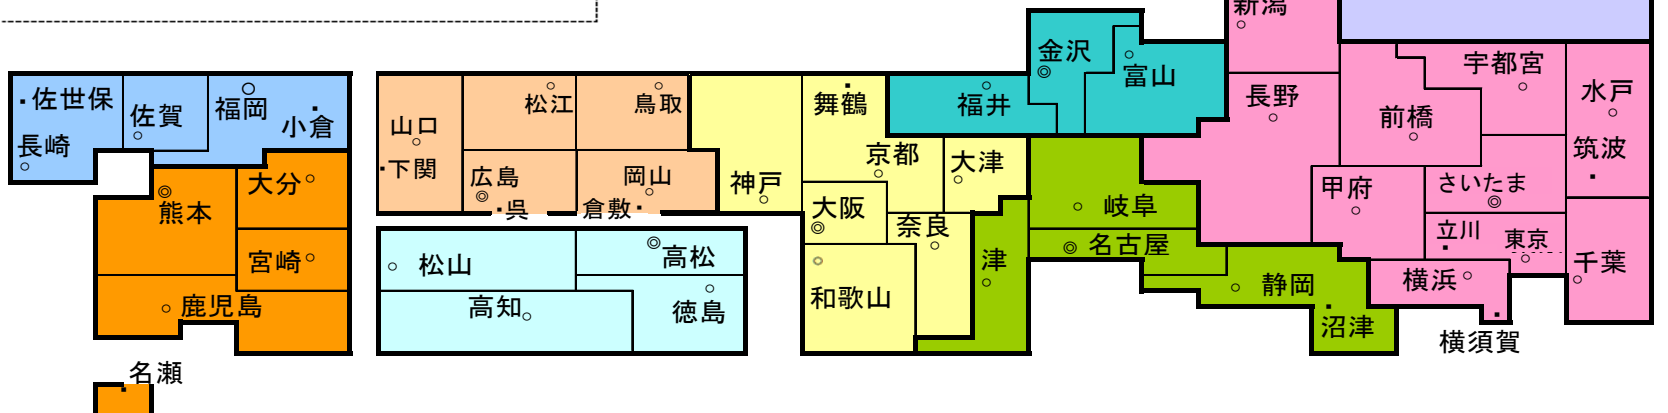 新潟
金沢
富山
宇都宮
佐世保
佐賀
福岡
小倉
長崎
松江
鳥取
山口
下関
広島
岡山
呉
倉敷
舞鶴
福井
長野
前橋
水戸
京都
大津
神戸
筑波
大分
熊本
大阪
奈良
岐阜
甲府
さいたま
宮崎
松山
高松
津
名古屋
立川
東京
千葉
鹿児島
高知
徳島
和歌山
静岡
横浜
沼津
横須賀
名瀬